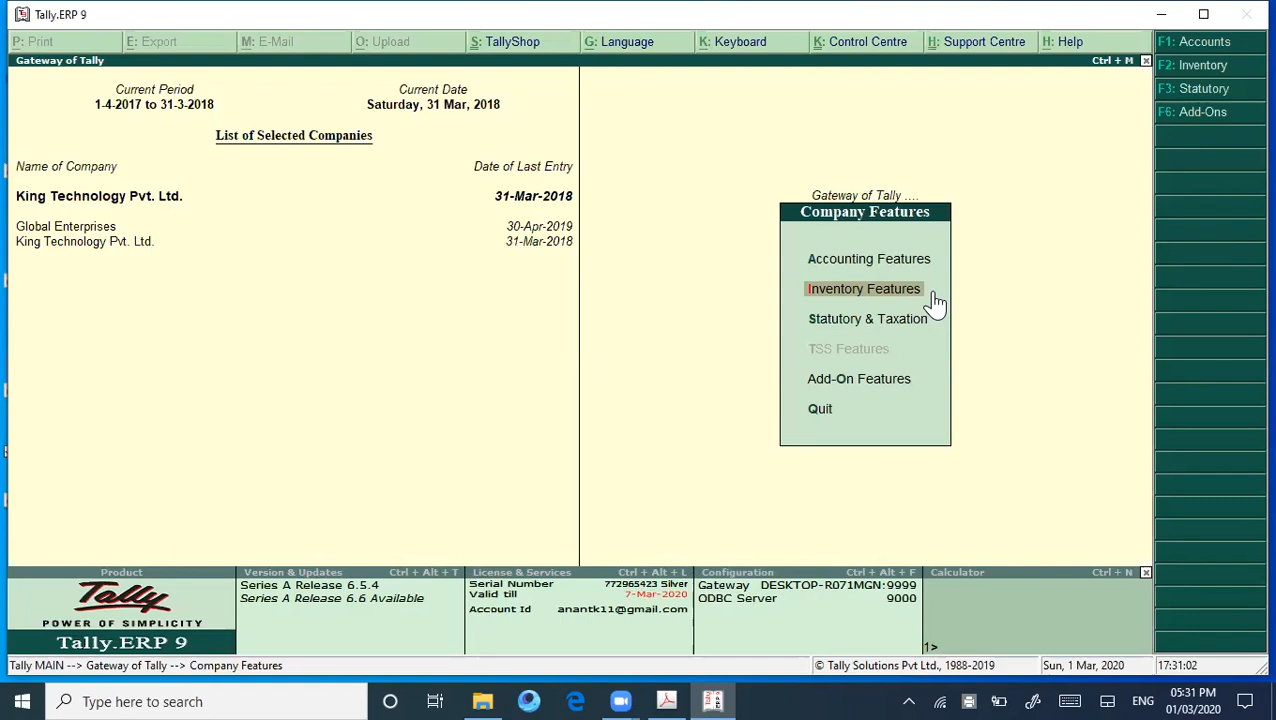 Tally.ERP 9
P: Print E: Export M: E-Mail O: Upload S: TallyShop G: Language K: Keyboard K: Control Centre H: Support Centre H: Help
F1: Accounts
F2: Inventory
F3: Statutory
F6: Add-Ons
Gateway of Tally Ctrl + M
Current Period Current Date
1-4-2017 to 31-3-2018 Saturday, 31 Mar, 2018
List of Selected Companies
Name of Company Date of Last Entry
King Technology Pvt. Ltd. 31-Mar-2018
Global Enterprises 30-Apr-2019
King Technology Pvt. Ltd. 31-Mar-2018
Gateway of Tally ....
Company Features
Accounting Features
Inventory Features
Statutory & Taxation
TSS Features
Add-On Features
Quit
Product
Tally
POWER OF SIMPLICITY
Tally.ERP 9
Version & Updates Ctrl + Alt + T
Series A Release 6.5.4
Series A Release 6.6 Available
License & Services Ctrl + Alt + L
Serial Number 772965423 Silver
Valid till 7-Mar-2020
Account Id anantk11@gmail.com
Configuration Ctrl + Alt + F
Gateway DESKTOP-R071MGN:9999
ODBC Server 9000
Calculator Ctrl + N
1>
Tally MAIN --> Gateway of Tally --> Company Features © Tally Solutions Pvt Ltd., 1988-2019 Sun, 1 Mar, 2020 17:31:02
Type here to search ENG
05:31 PM
01/03/2020